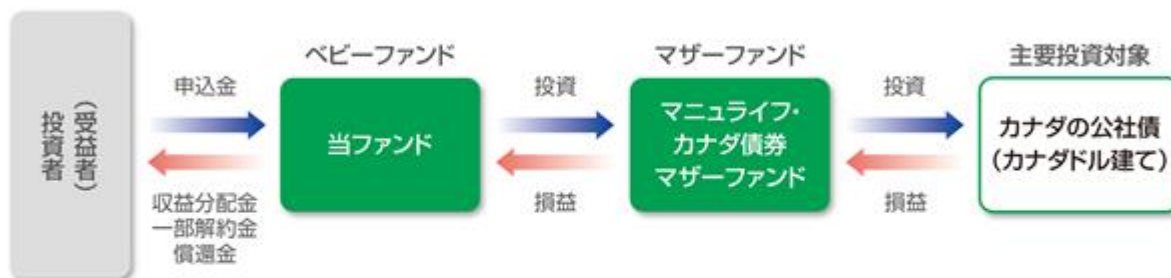 投資者
(受益者)
申込金
収益分配金
一部解約金
償還金
ベビーファンド
当ファンド
投資
損益
マザーファンド
マニュライフ・
カナダ債券
マザーファンド
投資
損益
主要投資対象
カナダの公社債
(カナダドル建て)